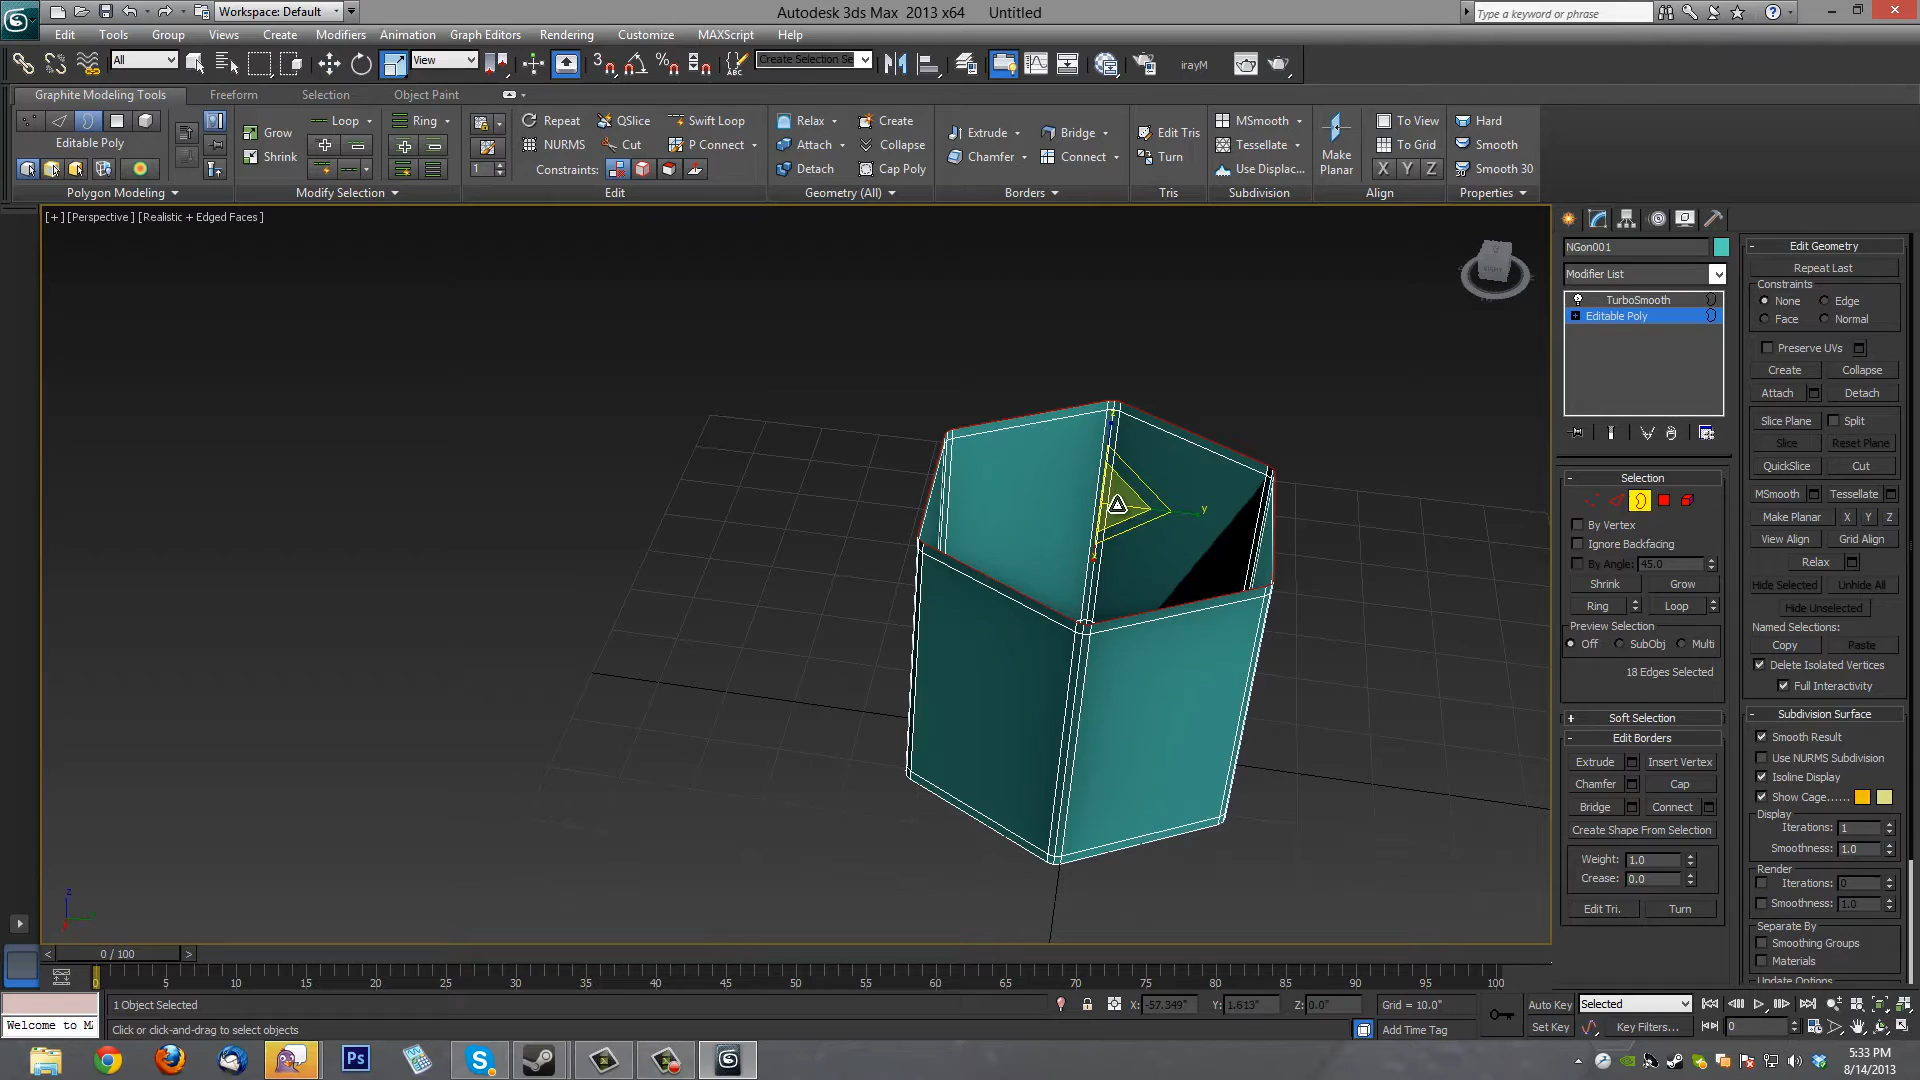 Workspace: Default
Autodesk 3ds Max 2013 x64 Untitled
Type a keyword or phrase
Edit Tools Group Views Create Modifiers Animation Graph Editors Rendering Customize MAXScript Help
All View 3 Create Selection Se irayM
Graphite Modeling Tools Freeform Selection Object Paint
Loop Ring Repeat QSlice Swift Loop Relax Create Extrude Bridge Edit Tris MSmooth To View Hard
Editable Poly Grow NURMS Cut P Connect Attach Collapse Chamfer Connect Turn Tessellate Make Planar To Grid Smooth
Shrink 1 Constraints: Detach Cap Poly Use Displac... X Y Z Smooth 30
Polygon Modeling Modify Selection Edit Geometry (All) Borders Tris Subdivision Align Properties
[+] [Perspective] [Realistic + Edged Faces]
RIGHT
z
y
z
NGon001
Modifier List
TurboSmooth
Editable Poly
Selection
By Vertex
Ignore Backfacing
By Angle: 45.0
Shrink Grow
Ring Loop
Preview Selection
Off SubObj Multi
18 Edges Selected
Soft Selection
Edit Borders
Extrude Insert Vertex
Chamfer Cap
Bridge Connect
Create Shape From Selection
Weight: 1.0
Crease: 0.0
Edit Tri. Turn
Edit Geometry
Repeat Last
Constraints
None Edge
Face Normal
Preserve UVs
Create Collapse
Attach Detach
Slice Plane Split
Slice Reset Plane
QuickSlice Cut
MSmooth Tessellate
Make Planar X Y Z
View Align Grid Align
Relax
Hide Selected Unhide All
Hide Unselected
Named Selections:
Copy Paste
Delete Isolated Vertices
Full Interactivity
Subdivision Surface
Smooth Result
Use NURMS Subdivision
Isoline Display
Show Cage......
Display
Iterations: 1
Smoothness: 1.0
Render
Iterations: 0
Smoothness: 1.0
Separate By
Smoothing Groups
Materials
Update Options
< 0 / 100 >
0 5 10 15 20 25 30 35 40 45 50 55 60 65 70 75 80 85 90 95 100
1 Object Selected X: -57.349" Y: 1.613" Z: 0.0" Grid = 10.0" Auto Key Selected
Welcome to M Click or click-and-drag to select objects Add Time Tag Set Key Key Filters... 0
Ps
5:33 PM
8/14/2013